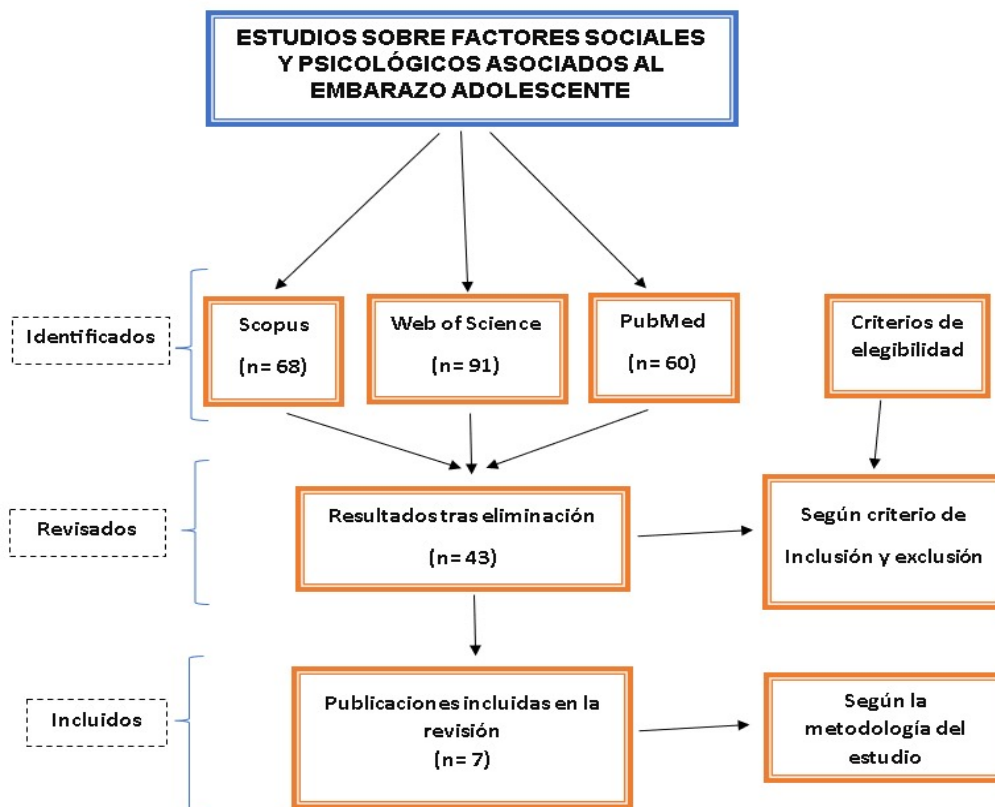 ESTUDIOS SOBRE FACTORES SOCIALES
Y PSICOLÓGICOS ASOCIADOS AL
EMBARAZO ADOLESCENTE
Identificados
Scopus
(n= 68)
Web of Science
(n= 91)
PubMed
(n= 60)
Criterios de
elegibilidad
Revisados
Resultados tras eliminación
(n= 43)
Según criterio de
Inclusión y exclusión
Incluidos
Publicaciones incluidas en la
revisión
(n= 7)
Según la
metodología del
estudio